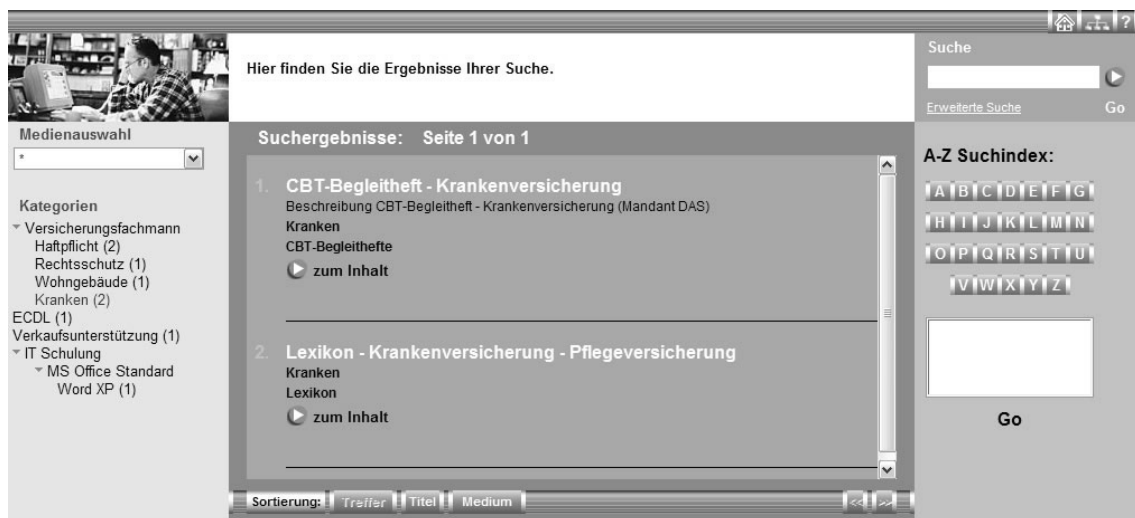 ?
Hier finden Sie die Ergebnisse Ihrer Suche.
Suche
Erweiterte Suche Go
Medienauswahl
*
Kategorien
Versicherungsfachmann
Haftpflicht (2)
Rechtsschutz (1)
Wohngebäude (1)
Kranken (2)
ECDL (1)
Verkaufsunterstützung (1)
IT Schulung
MS Office Standard
Word XP (1)
Suchergebnisse: Seite 1 von 1
1. CBT-Begleitheft - Krankenversicherung
Beschreibung CBT-Begleitheft - Krankenversicherung (Mandant DAS)
Kranken
CBT-Begleithefte
zum Inhalt
2. Lexikon - Krankenversicherung - Pflegeversicherung
Kranken
Lexikon
zum Inhalt
Sortierung: Treffer Titel Medium << >>
A-Z Suchindex:
A B C D E F G
H I J K L M N
O P Q R S T U
V W X Y Z
Go